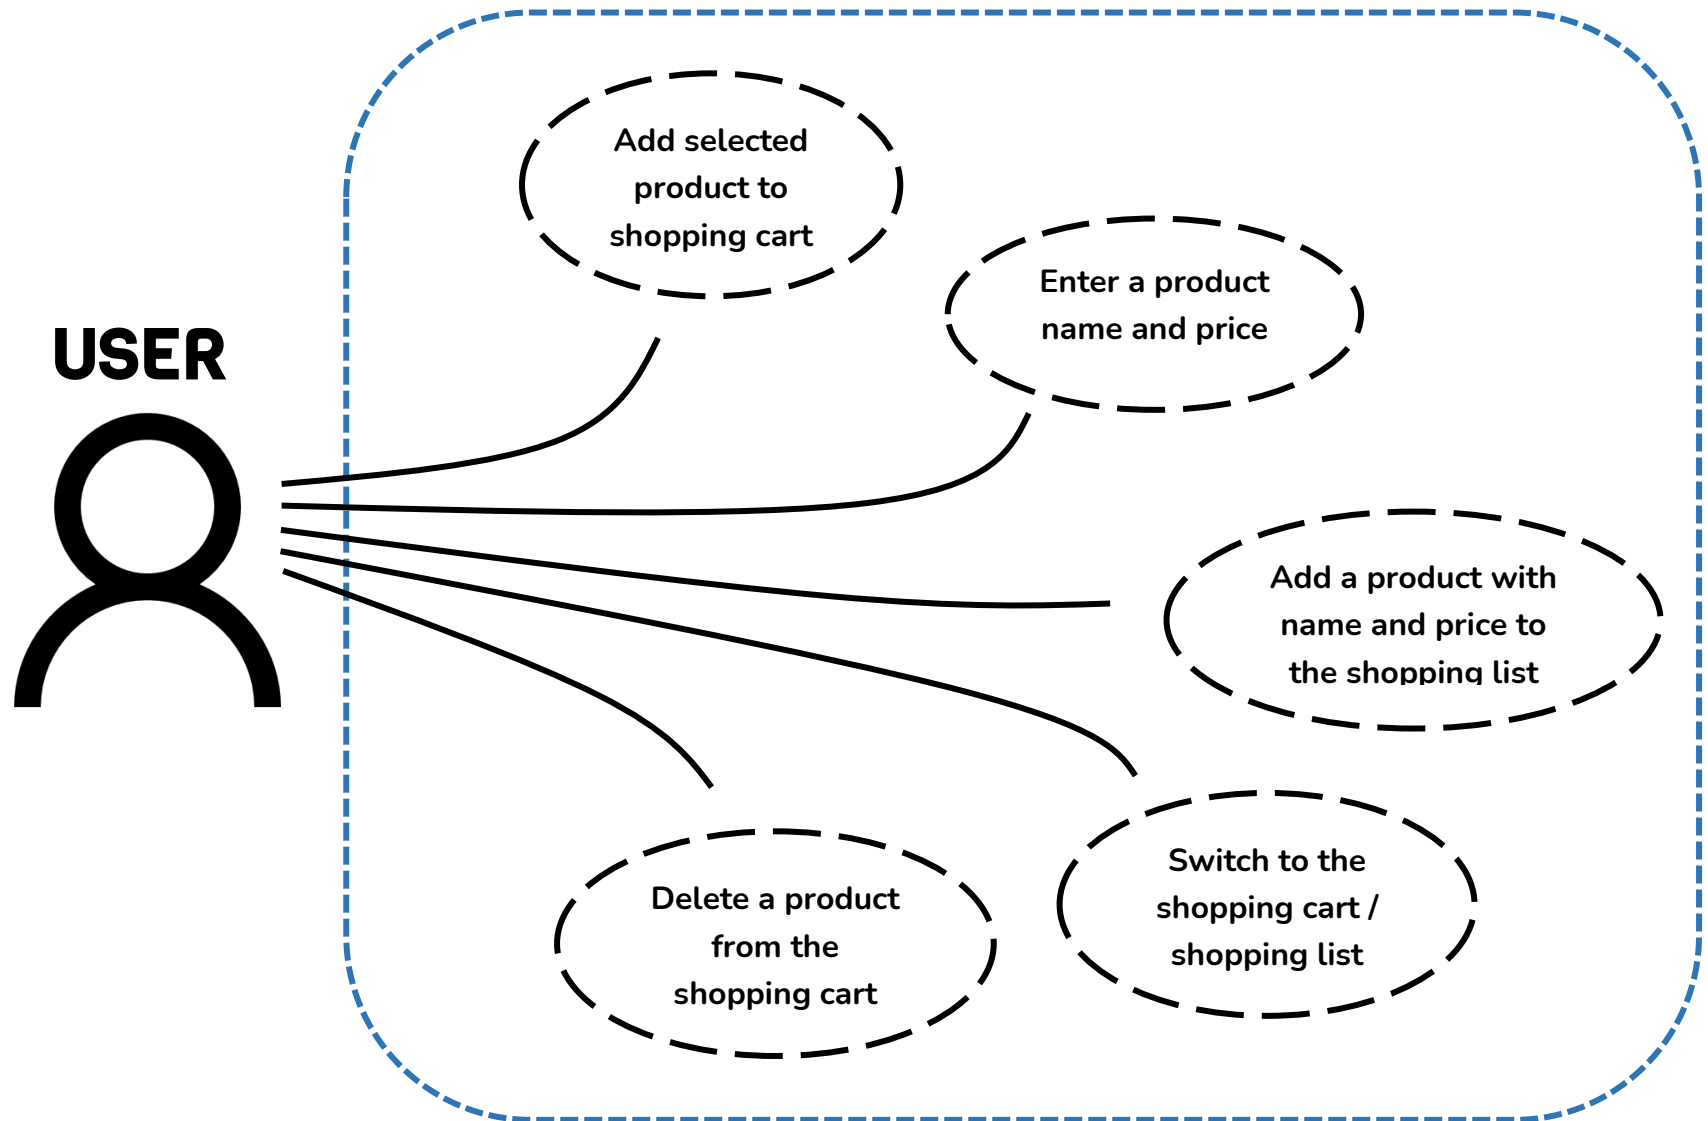 USER
Add selected
product to
shopping cart
Enter a product
name and price
Add a product with
name and price to
the shopping list
Switch to the
shopping cart /
shopping list
Delete a product
from the
shopping cart